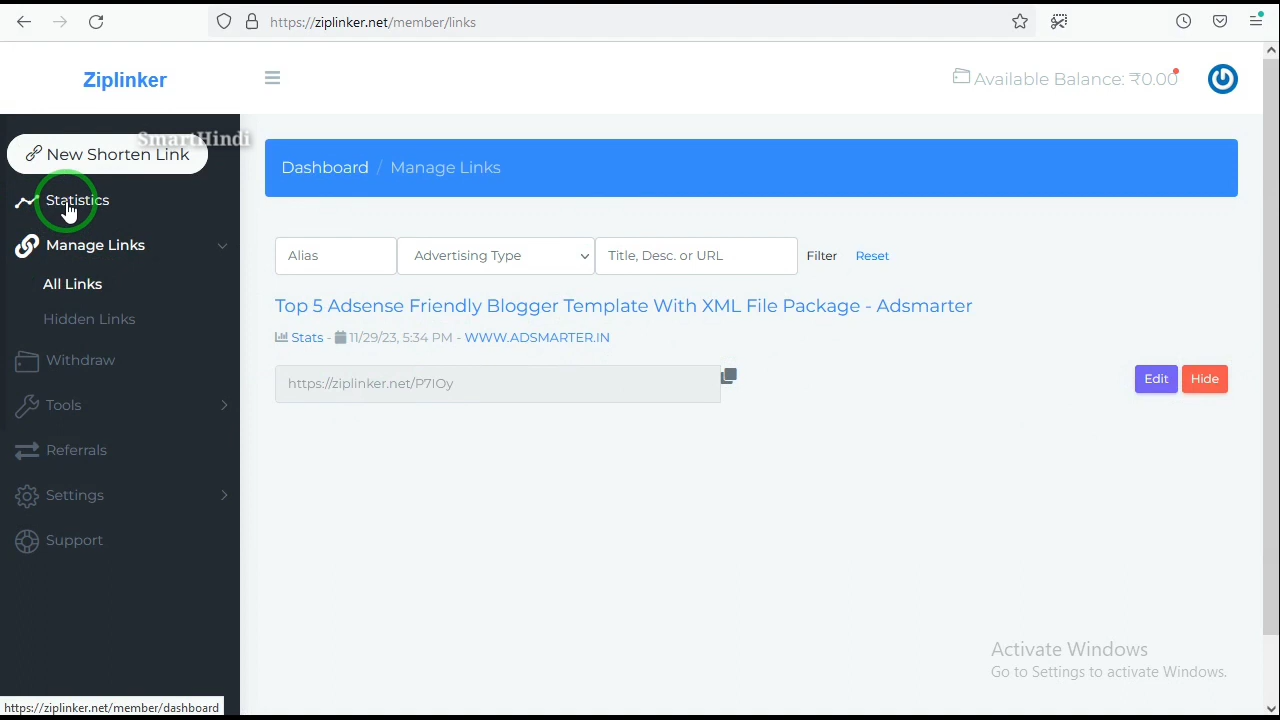 https://ziplinker.net/member/links
Ziplinker
Available Balance: ₹0.00
SmartHindi
New Shorten Link
Dashboard / Manage Links
Statistics
Manage Links
Alias
Advertising Type
Title, Desc. or URL
Filter
Reset
All Links
Top 5 Adsense Friendly Blogger Template With XML File Package - Adsmarter
Hidden Links
Stats - 11/29/23, 5:34 PM - WWW.ADSMARTER.IN
Withdraw
https://ziplinker.net/P7IOy
Edit
Hide
Tools
Referrals
Settings
Support
Activate Windows
Go to Settings to activate Windows.
https://ziplinker.net/member/dashboard